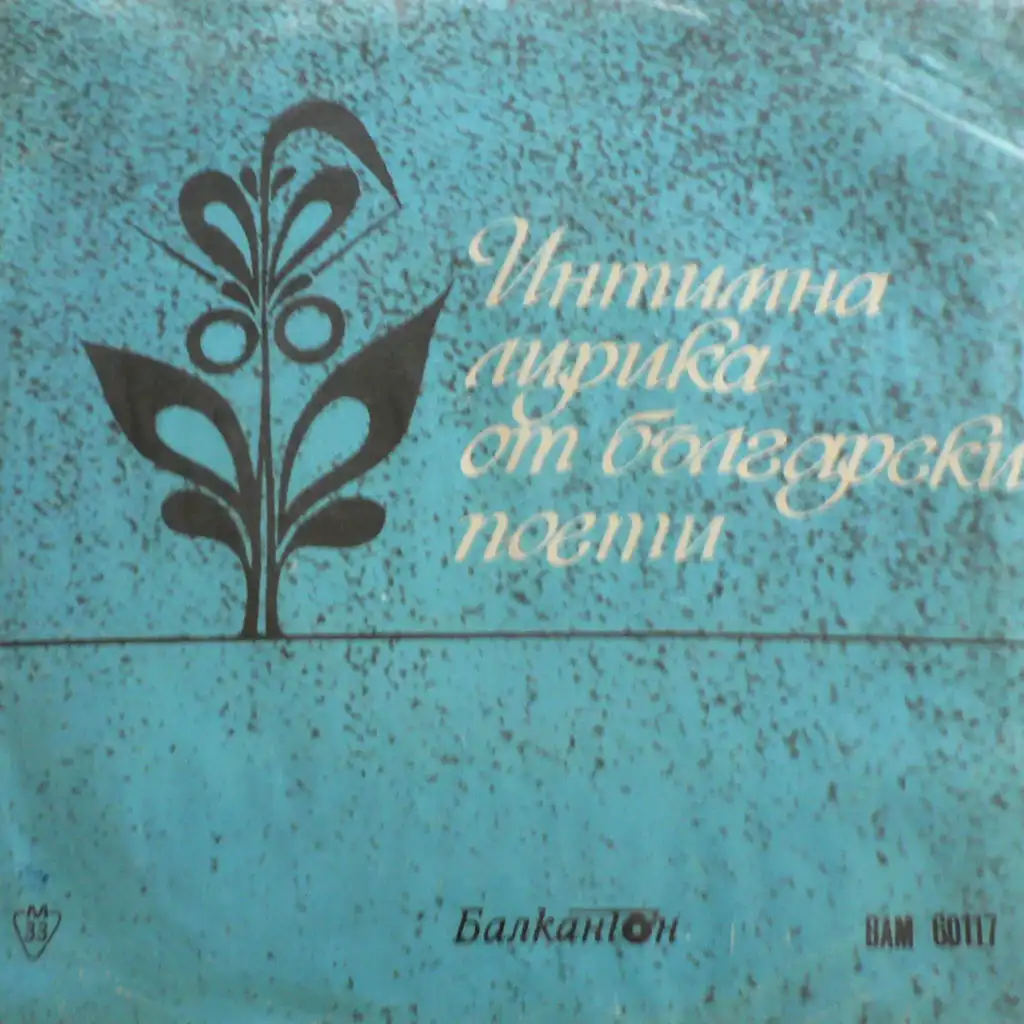 Интимна
лирика
от български
поети
М
33
Балкантон
ВАМ 60117